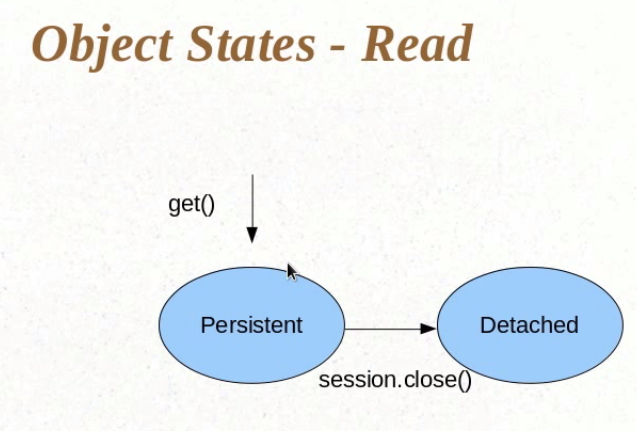 Object States - Read
get()
Persistent
Detached
session.close()